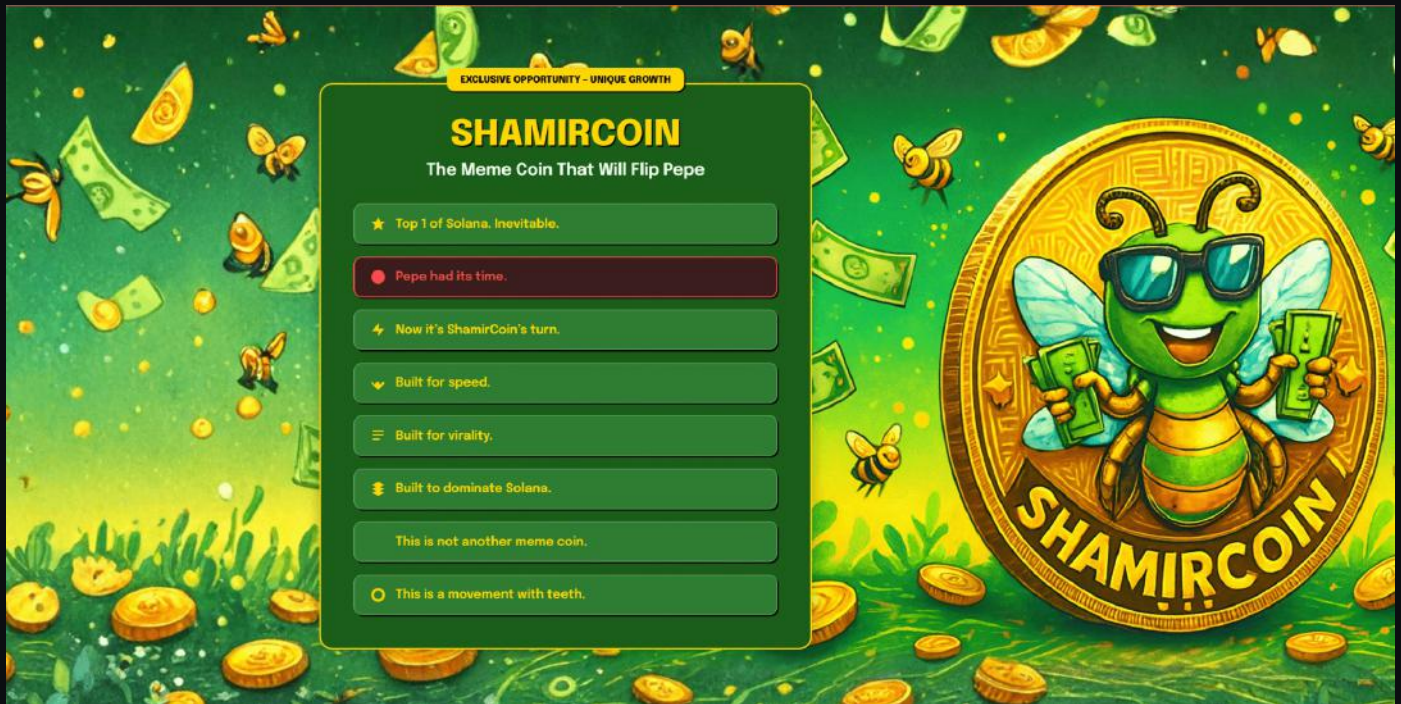 EXCLUSIVE OPPORTUNITY – UNIQUE GROWTH
SHAMIRCOIN
The Meme Coin That Will Flip Pepe
Top 1 of Solana. Inevitable.
Pepe had its time.
Now it's ShamirCoin's turn.
Built for speed.
Built for virality.
Built to dominate Solana.
This is not another meme coin.
This is a movement with teeth.
SHAMIRCOIN